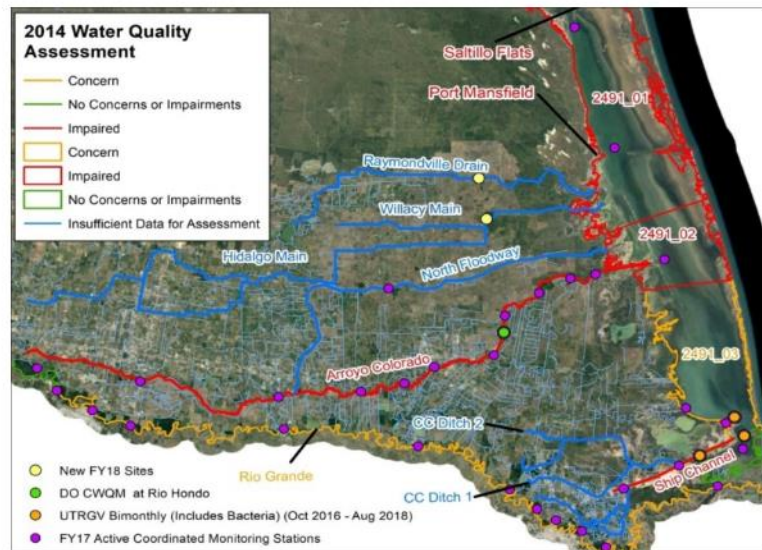 2014 Water Quality
Assessment
Concern
No Concerns or Impairments
Impaired
Concern
Impaired
No Concerns or Impairments
Insufficient Data for Assessment
Saltillo Flats
Port Mansfield
2491_01
Raymondville Drain
Willacy Main
Hidalgo Main
North Floodway
2491_02
2491_03
Arroyo Colorado
CC Ditch 2
Rio Grande
CC Ditch 1
Ship Channel
New FY18 Sites
DO CWQM at Rio Hondo
UTRGV Bimonthly (Includes Bacteria) (Oct 2016 - Aug 2018)
FY17 Active Coordinated Monitoring Stations